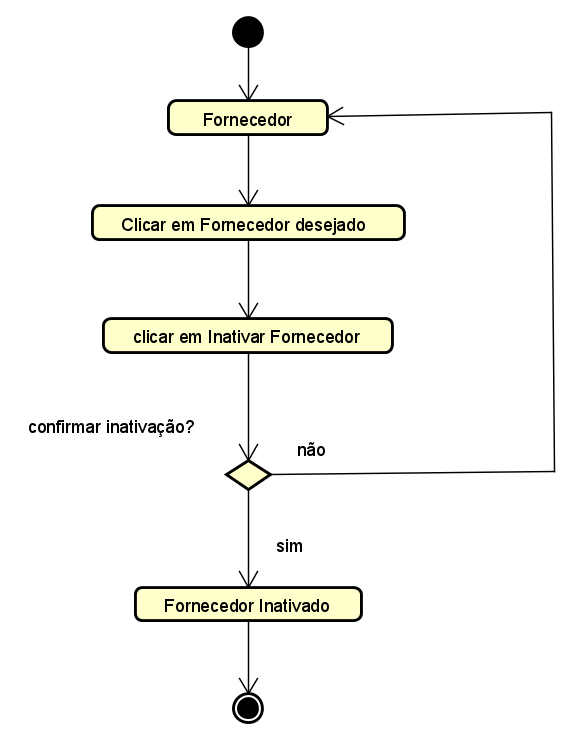 Fornecedor
Clicar em Fornecedor desejado
clicar em Inativar Fornecedor
confirmar inativação?
não
sim
Fornecedor Inativado